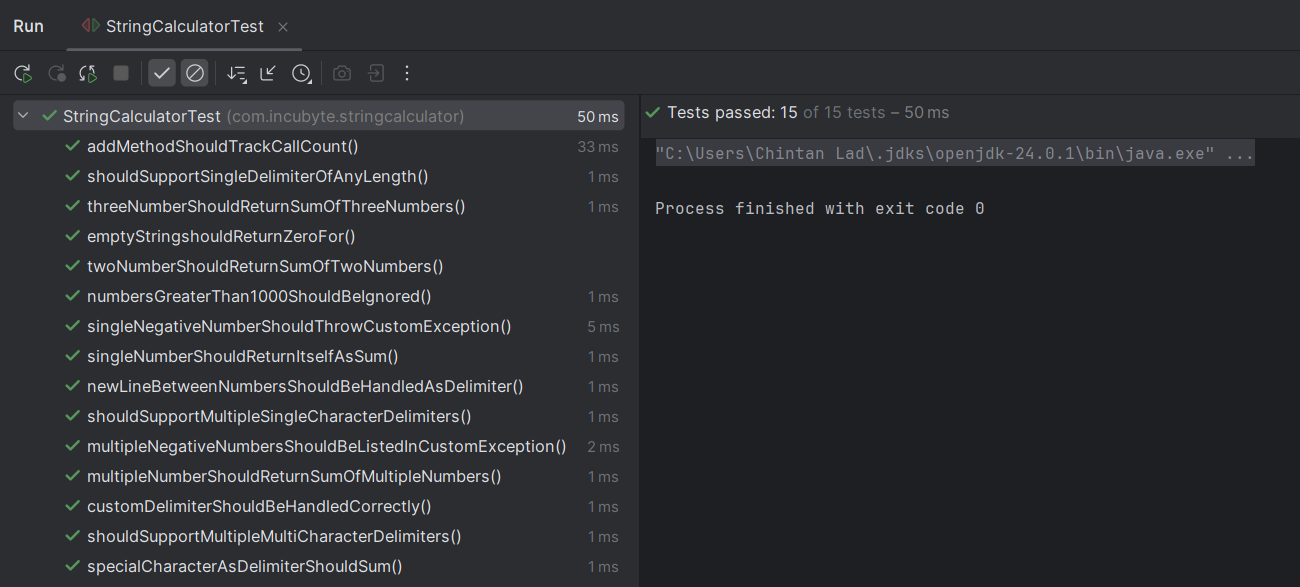 Run StringCalculatorTest
StringCalculatorTest (com.incubyte.stringcalculator) 50 ms
addMethodShouldTrackCallCount() 33 ms
shouldSupportSingleDelimiterOfAnyLength() 1 ms
threeNumberShouldReturnSumOfThreeNumbers() 1 ms
emptyStringshouldReturnZeroFor()
twoNumberShouldReturnSumOfTwoNumbers()
numbersGreaterThan1000ShouldBeIgnored() 1 ms
singleNegativeNumberShouldThrowCustomException() 5 ms
singleNumberShouldReturnItselfAsSum() 1 ms
newLineBetweenNumbersShouldBeHandledAsDelimiter() 1 ms
shouldSupportMultipleSingleCharacterDelimiters() 1 ms
multipleNegativeNumbersShouldBeListedInCustomException() 2 ms
multipleNumberShouldReturnSumOfMultipleNumbers() 1 ms
customDelimiterShouldBeHandledCorrectly() 1 ms
shouldSupportMultipleMultiCharacterDelimiters() 1 ms
specialCharacterAsDelimiterShouldSum() 1 ms
Tests passed: 15 of 15 tests – 50 ms
"C:\Users\Chintan Lad\.jdks\openjdk-24.0.1\bin\java.exe" ...
Process finished with exit code 0